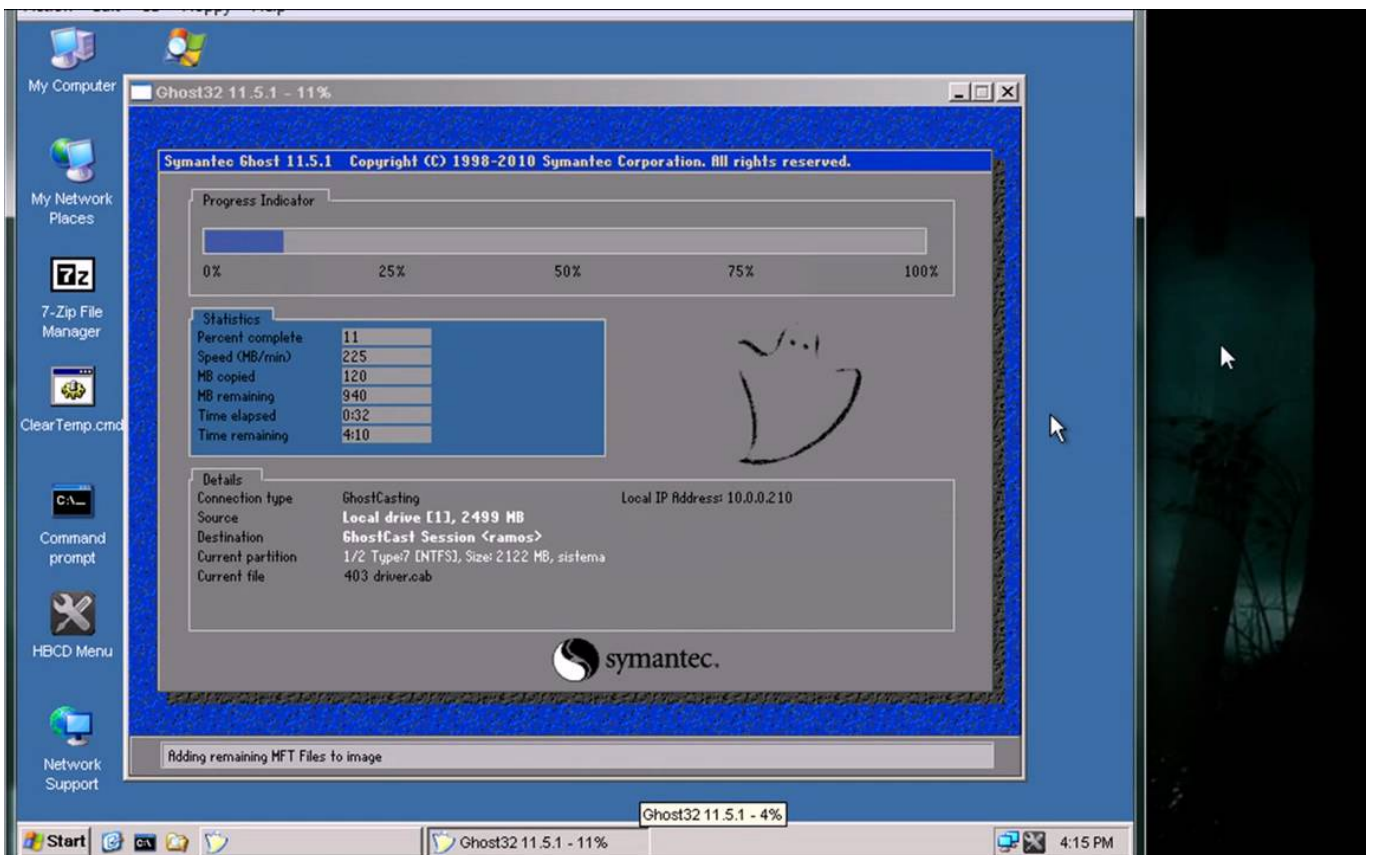 My Computer
Ghost32 11.5.1 - 11%
Symantec Ghost 11.5.1 Copyright (C) 1998-2010 Symantec Corporation. All rights reserved.
Progress Indicator
0% 25% 50% 75% 100%
My Network
Places
7-Zip File
Manager
ClearTemp.cmd
C:\_
Command
prompt
HBCD Menu
Network
Support
Statistics
Percent complete 11
Speed (MB/min) 225
MB copied 120
MB remaining 940
Time elapsed 0:32
Time remaining 4:10
Details
Connection type GhostCasting Local IP Address: 10.0.0.210
Source Local drive [1], 2499 MB
Destination GhostCast Session <ramos>
Current partition 1/2 Type:7 [NTFS], Size: 2122 MB, sistema
Current file 403 driver.cab
symantec.
Adding remaining MFT Files to image
Ghost32 11.5.1 - 4%
Start Ghost32 11.5.1 - 11% 4:15 PM